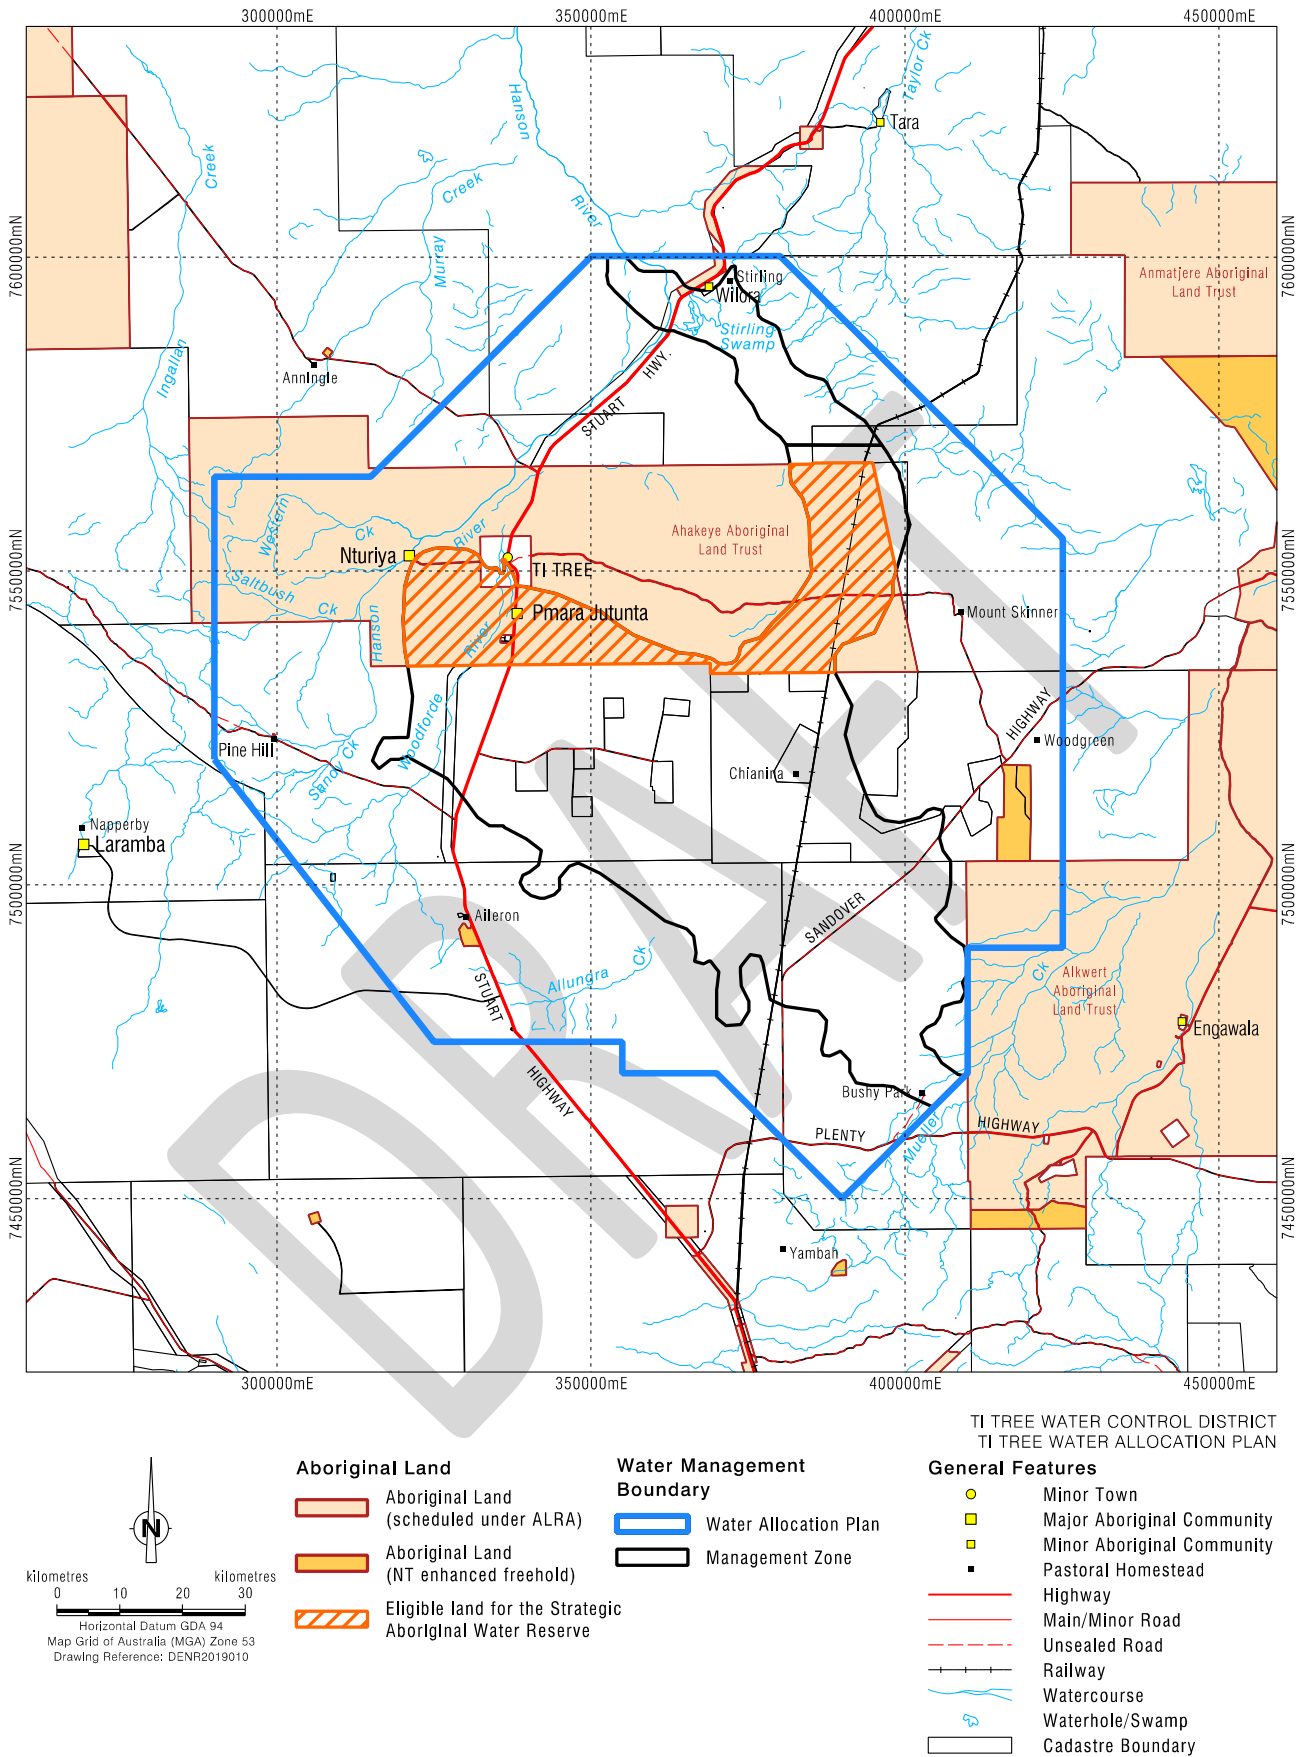 300000mE
350000mE
400000mE
450000mE
Taylor Ck
Hanson
Tara
Creek
Creek
River
Murray
7600000mN
7600000mN
Anmatjere Aboriginal
Land Trust
Stirling
Wilora
Stirling
Swamp
Ingallan
Anningle
HWY.
STUART
Western
Ck
River
Ahakeye Aboriginal
Land Trust
Nturiya
TI TREE
7550000mN
7550000mN
Saltbush
Ck
Hanson
River
Pmara Jutunta
Mount Skinner
Woodforde
HIGHWAY
Pine Hill
Sandy Ck
Woodgreen
Chianina
Napperby
Laramba
7500000mN
7500000mN
SANDOVER
Aileron
Allungra
Ck
Ck
Alkwert
Aboriginal
Land Trust
STUART
Engawala
HIGHWAY
Bushy Park
PLENTY
HIGHWAY
Mueller
7450000mN
7450000mN
Yambah
DRAFT
300000mE
350000mE
400000mE
450000mE
TI TREE WATER CONTROL DISTRICT
TI TREE WATER ALLOCATION PLAN
N
kilometres
kilometres
0 10 20 30
Horizontal Datum GDA 94
Map Grid of Australia (MGA) Zone 53
Drawing Reference: DENR2019010
Aboriginal Land
Aboriginal Land
(scheduled under ALRA)
Aboriginal Land
(NT enhanced freehold)
Eligible land for the Strategic
Aboriginal Water Reserve
Water Management
Boundary
Water Allocation Plan
Management Zone
General Features
Minor Town
Major Aboriginal Community
Minor Aboriginal Community
Pastoral Homestead
Highway
Main/Minor Road
Unsealed Road
Railway
Watercourse
Waterhole/Swamp
Cadastre Boundary